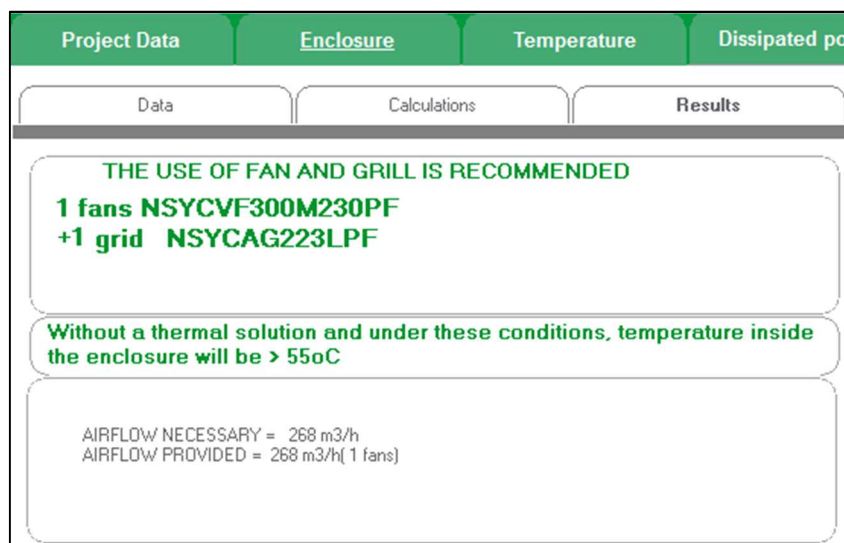 Project Data Enclosure Temperature Dissipated po
Data Calculations Results
THE USE OF FAN AND GRILL IS RECOMMENDED
1 fans NSYCVF300M230PF
+1 grid NSYCAG223LPF
Without a thermal solution and under these conditions, temperature inside
the enclosure will be > 55oC
AIRFLOW NECESSARY = 268 m3/h
AIRFLOW PROVIDED = 268 m3/h( 1 fans)